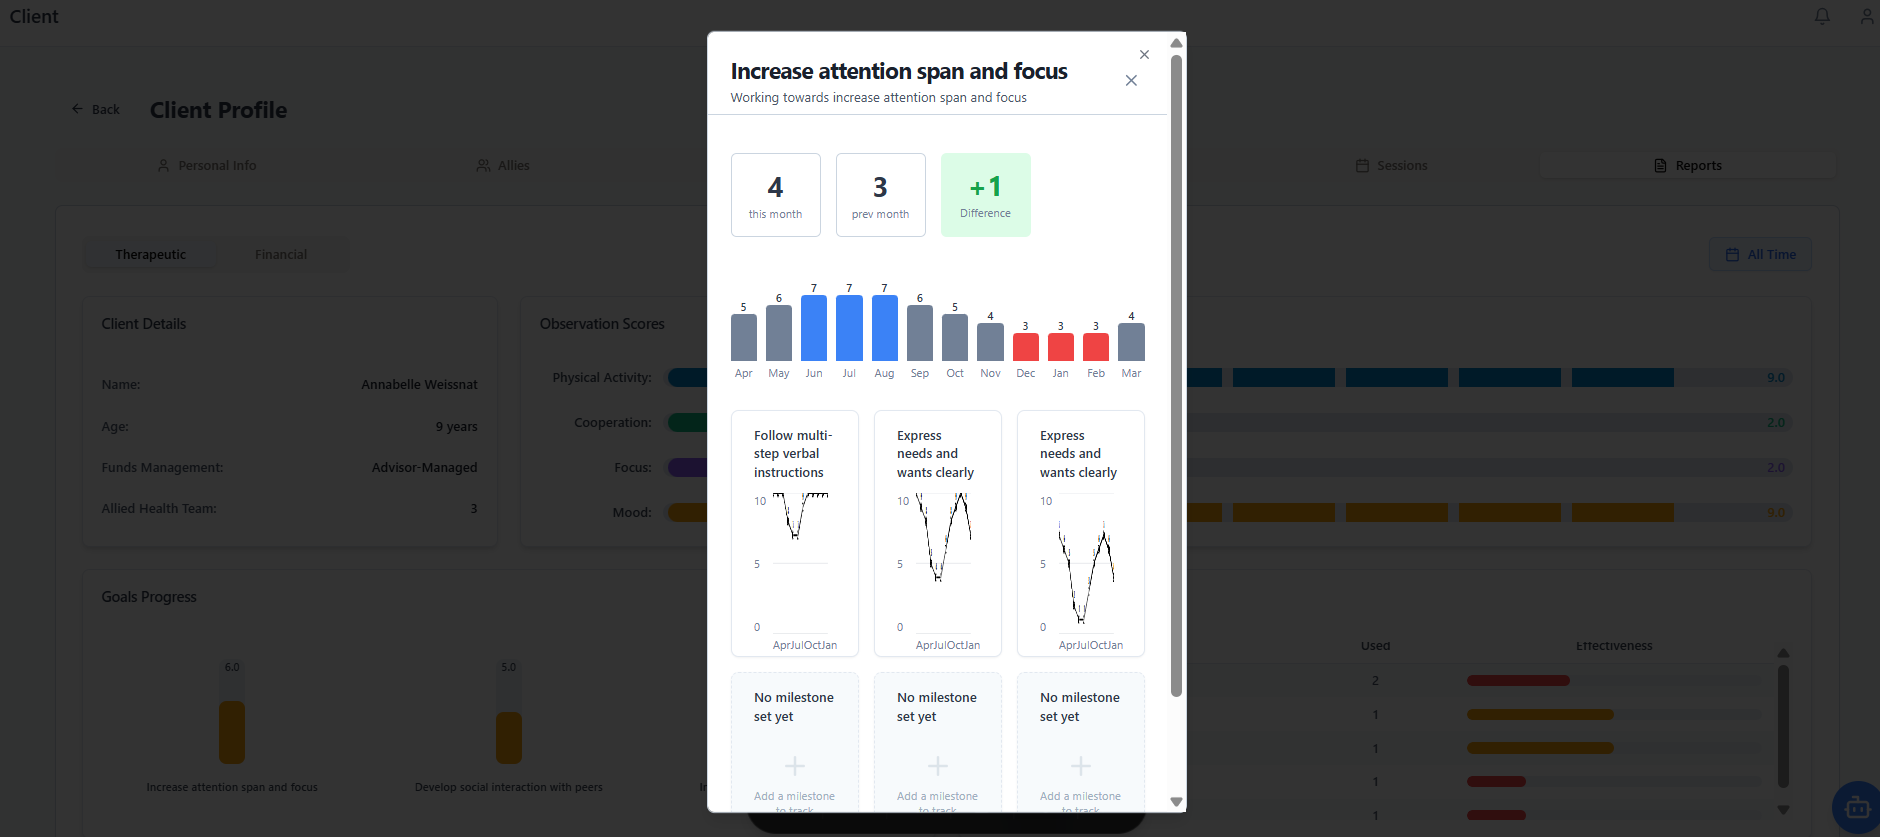 Client
Back
Client Profile
Personal Info
Allies
Sessions
Reports
Therapeutic
Financial
All Time
Client Details
Name:
Annabelle Weissnat
Age:
9 years
Funds Management:
Advisor-Managed
Allied Health Team:
3
Observation Scores
Physical Activity:
9.0
Cooperation:
2.0
Focus:
2.0
Mood:
9.0
Goals Progress
6.0
5.0
Increase attention span and focus
Develop social interaction with peers
Used
Effectiveness
2
1
1
1
1
Increase attention span and focus
Working towards increase attention span and focus
4
this month
3
prev month
+1
Difference
5 6 7 7 7 6 5 4 3 3 3 4
Apr May Jun Jul Aug Sep Oct Nov Dec Jan Feb Mar
Follow multi-
step verbal
instructions
10
5
0
AprJulOctJan
Express
needs and
wants clearly
10
5
0
AprJulOctJan
Express
needs and
wants clearly
10
5
0
AprJulOctJan
No milestone
set yet
Add a milestone
to track
No milestone
set yet
Add a milestone
to track
No milestone
set yet
Add a milestone
to track